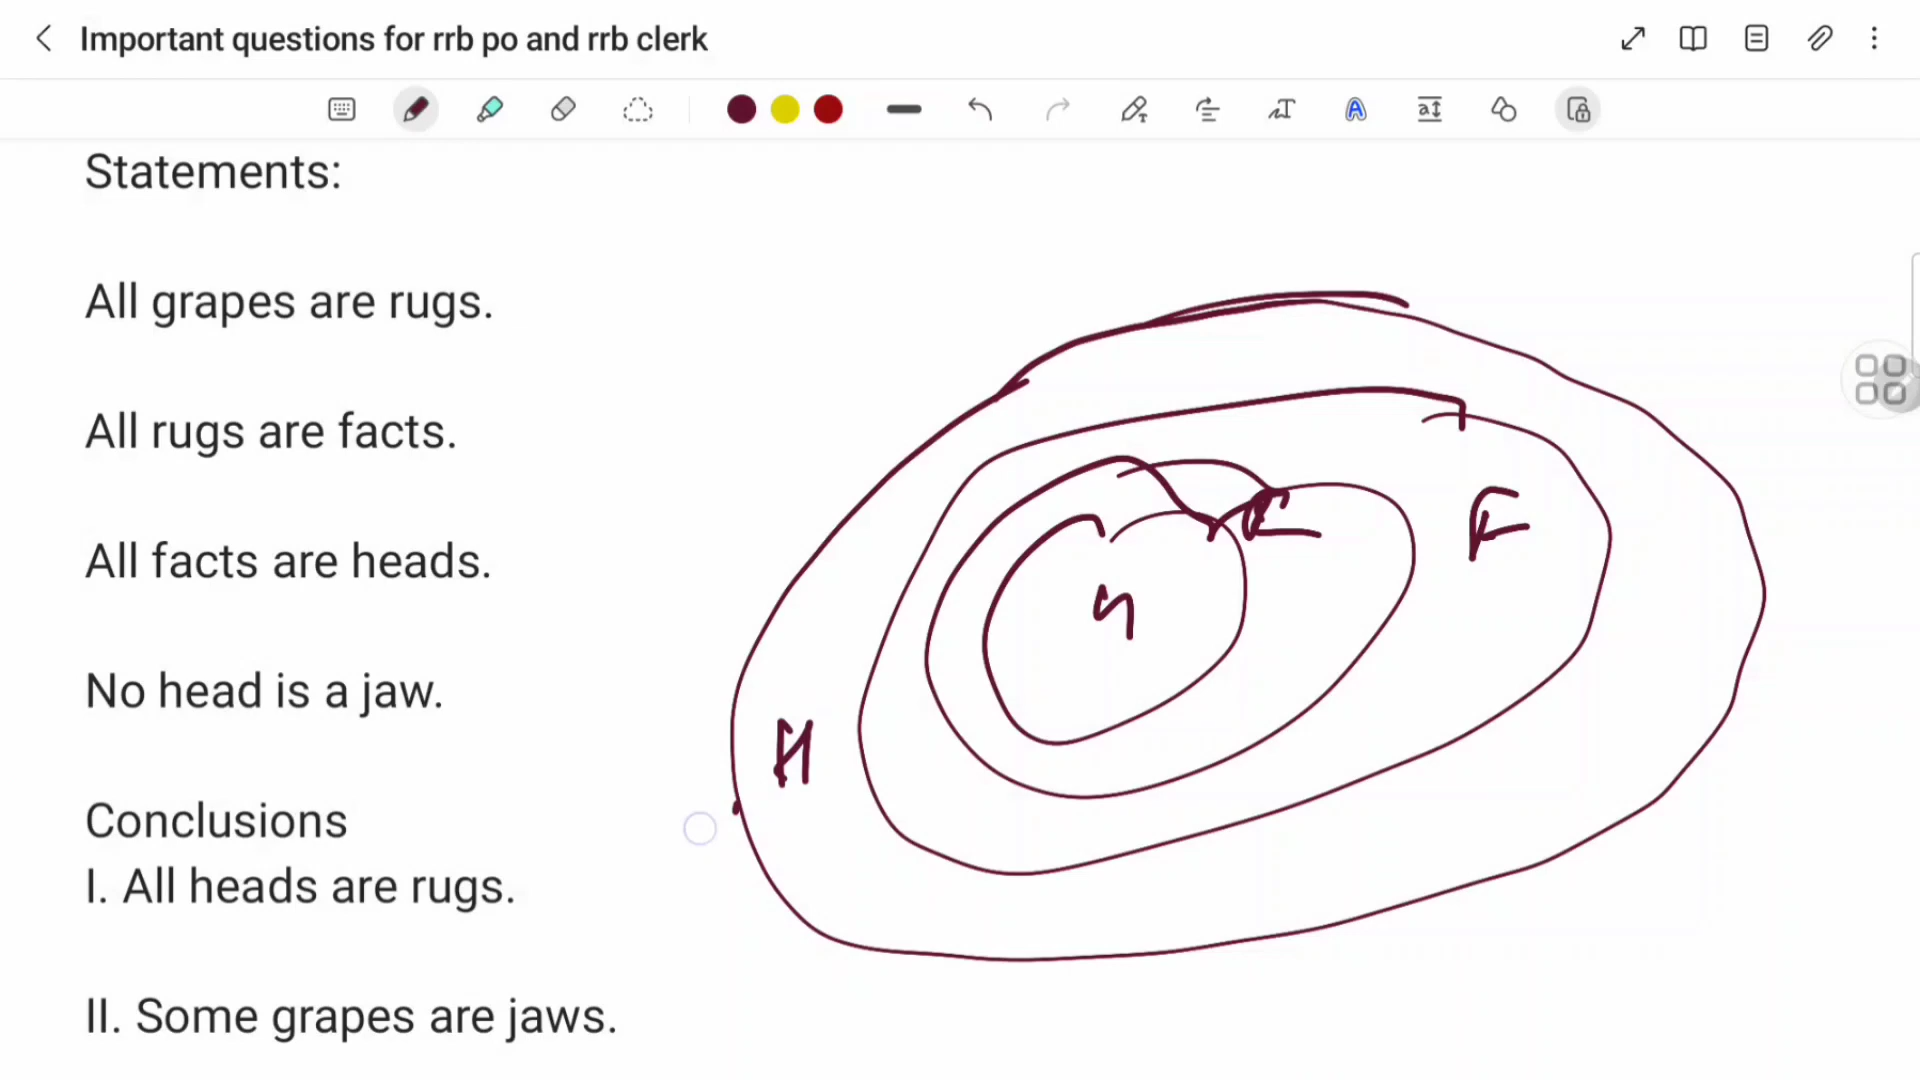 Important questions for rrb po and rrb clerk
Statements:
All grapes are rugs.
All rugs are facts.
All facts are heads.
No head is a jaw.
Conclusions
I. All heads are rugs.
II. Some grapes are jaws.
F
H